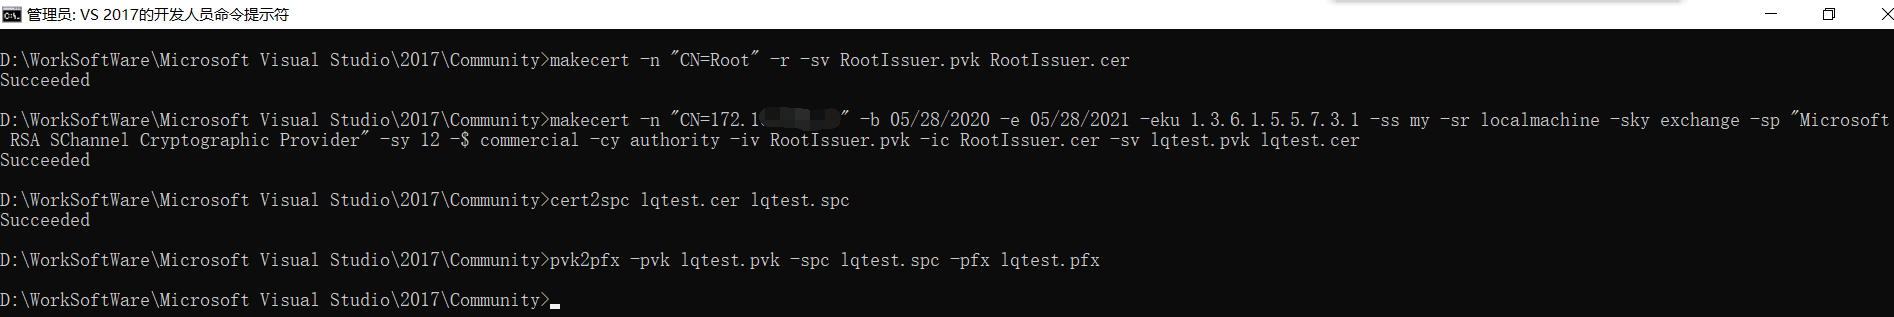 管理员: VS 2017的开发人员命令提示符
D:\WorkSoftWare\Microsoft Visual Studio\2017\Community>makecert -n "CN=Root" -r -sv RootIssuer.pvk RootIssuer.cer
Succeeded
D:\WorkSoftWare\Microsoft Visual Studio\2017\Community>makecert -n "CN=172.1" -b 05/28/2020 -e 05/28/2021 -eku 1.3.6.1.5.5.7.3.1 -ss my -sr localmachine -sky exchange -sp "Microsoft
RSA SChannel Cryptographic Provider" -sy 12 -$ commercial -cy authority -iv RootIssuer.pvk -ic RootIssuer.cer -sv lqtest.pvk lqtest.cer
Succeeded
D:\WorkSoftWare\Microsoft Visual Studio\2017\Community>cert2spc lqtest.cer lqtest.spc
Succeeded
D:\WorkSoftWare\Microsoft Visual Studio\2017\Community>pvk2pfx -pvk lqtest.pvk -spc lqtest.spc -pfx lqtest.pfx
D:\WorkSoftWare\Microsoft Visual Studio\2017\Community>